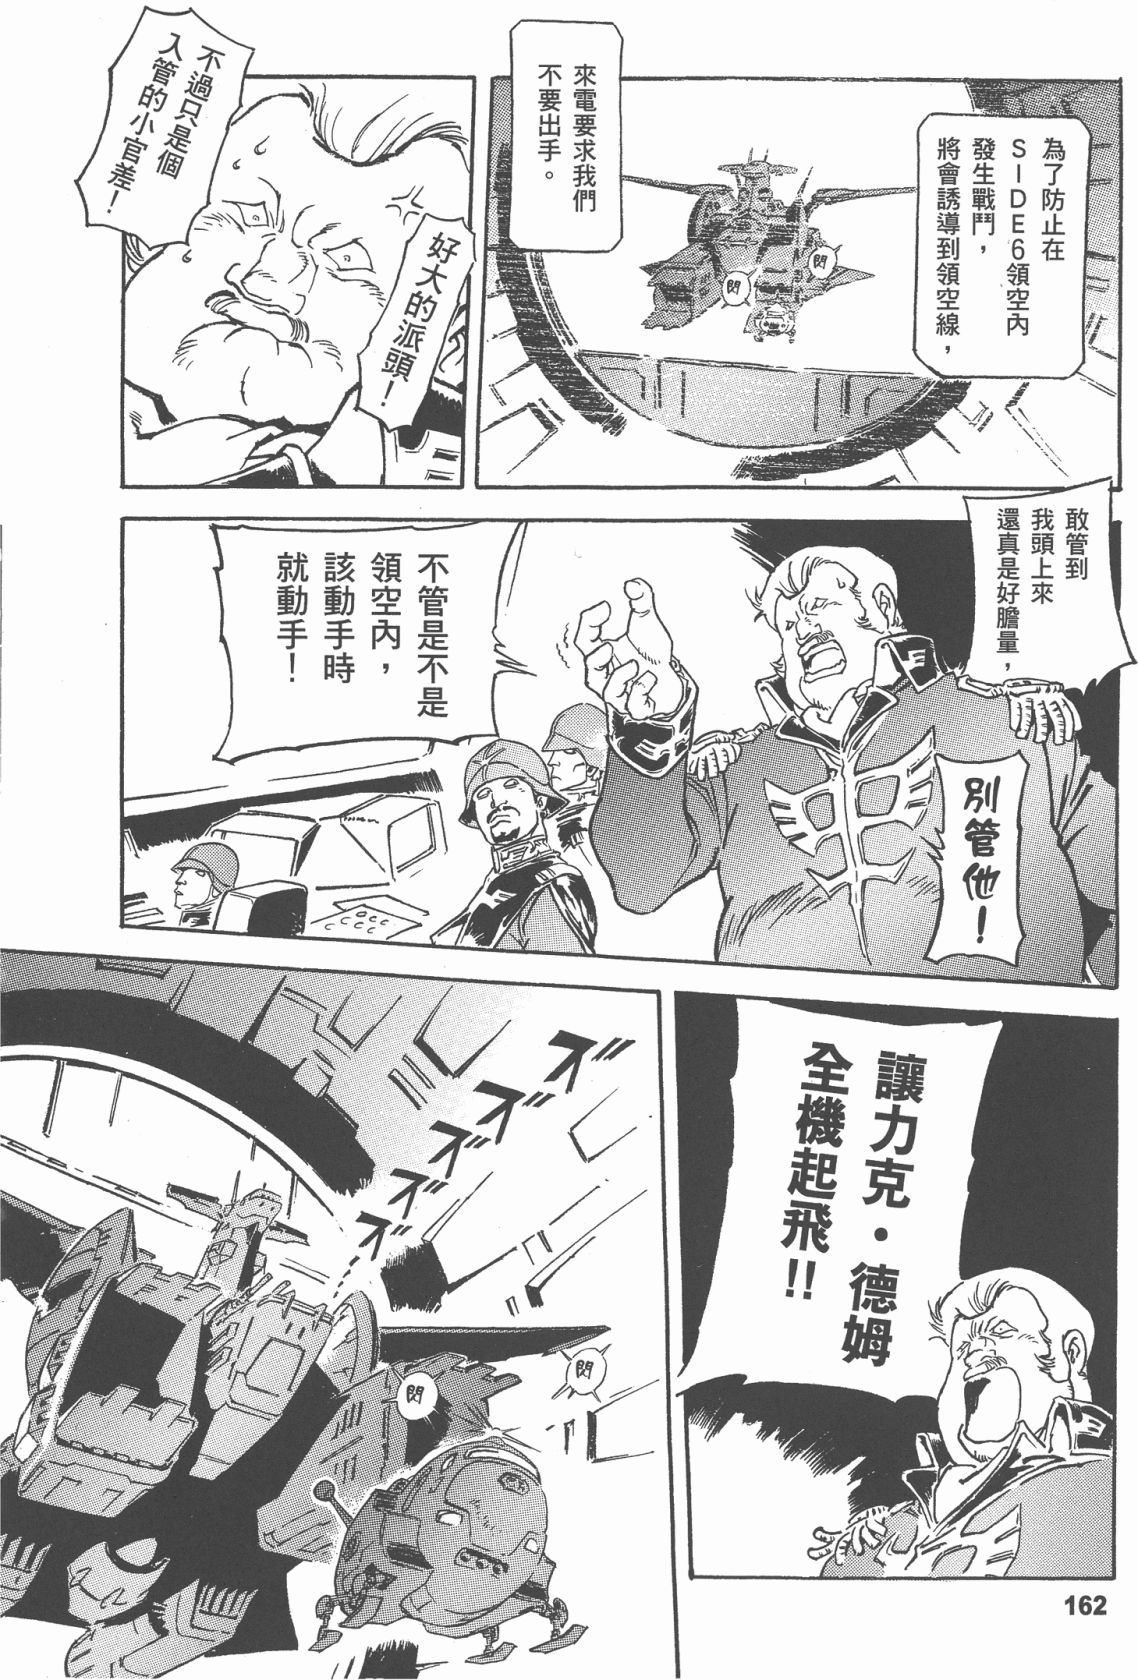 為了防止在
SIDE6領空內
發生戰鬥，
將會誘導到領空線，
來電要求我們
不要出手。
閃
閃
好大的派頭！
不過只是個
入管的小官差！
敢管到
我頭上來
還真是好膽量，
別管他！
不管是不是
領空內，
該動手時
就動手！
讓力克・德姆
全機起飛!!
ズズズズズ…
閃
閃
162